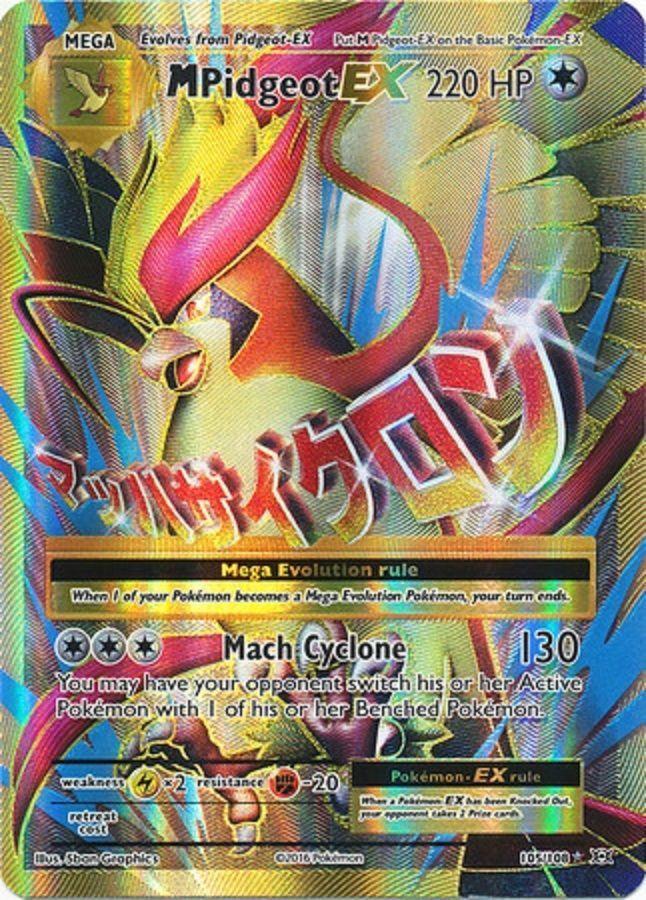 MEGA
Evolves from Pidgeot-EX
Put M Pidgeot-EX on the Basic Pokémon-EX
MPidgeotEX 220 HP
マッハサイクロン
Mega Evolution rule
When 1 of your Pokémon becomes a Mega Evolution Pokémon, your turn ends.
Mach Cyclone 130
You may have your opponent switch his or her Active
Pokémon with 1 of his or her Benched Pokémon.
weakness ×2 resistance -20
retreat
cost
Pokémon-EX rule
When a Pokémon-EX has been Knocked Out,
your opponent takes 2 Prize cards.
Illus. 5ban Graphics
©2016 Pokémon
105/108 ★ XY